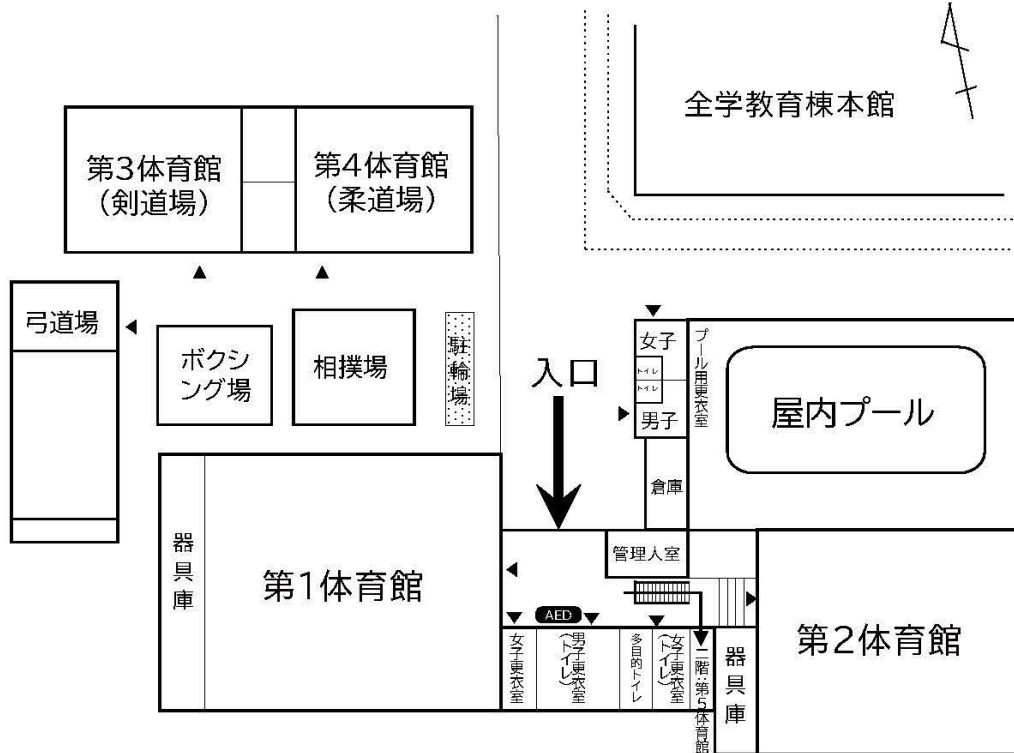 全学教育棟本館
第3体育館
（剣道場）
第4体育館
（柔道場）
弓道場
ボクシ
ング場
相撲場
駐輪場
入口
女子
トイレ
トイレ
男子
プール用更衣室
屋内プール
倉庫
器具庫
第1体育館
管理人室
AED
女子更衣室
男子更衣室
（トイレ）
多目的トイレ
女子更衣室
（トイレ）
二階：第5体育館
器具庫
第2体育館